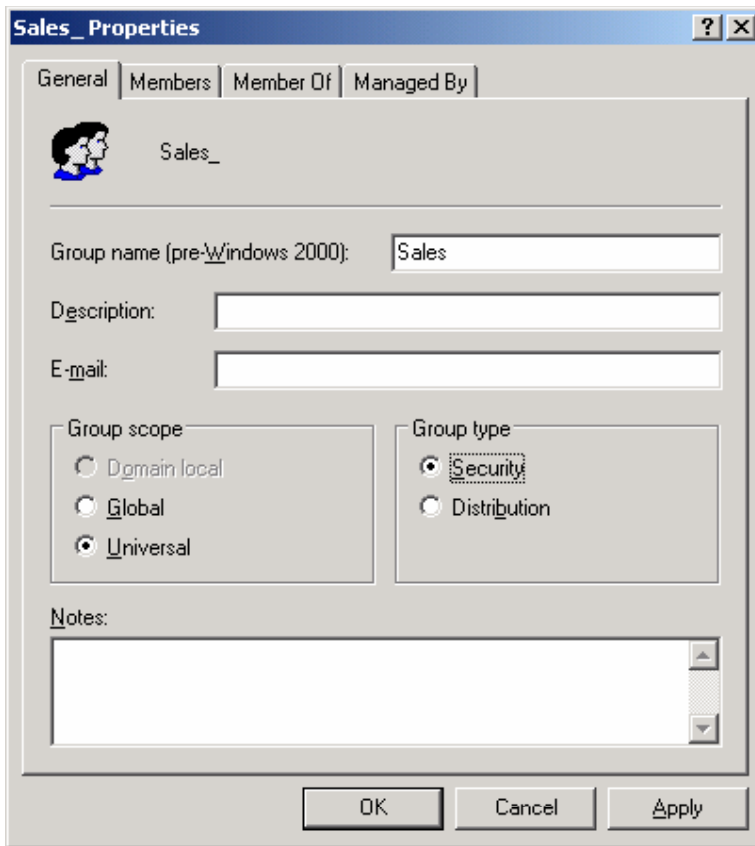 Sales_ Properties
General Members Member Of Managed By
Sales_
Group name (pre-Windows 2000): Sales
Description:
E-mail:
Group scope
Domain local
Global
Universal
Group type
Security
Distribution
Notes:
OK Cancel Apply